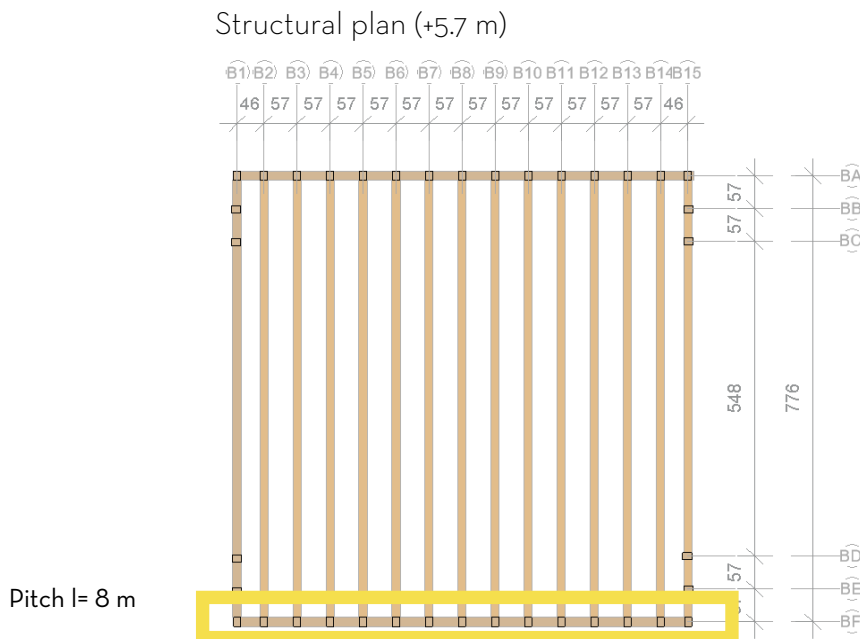 Structural plan (+5.7 m)
B1 B2 B3 B4 B5 B6 B7 B8 B9 B10 B11 B12 B13 B14 B15
46 57 57 57 57 57 57 57 57 57 57 57 57 46
BA
57
BB
57
BC
548
776
BD
57
BE
Pitch l= 8 m
BF